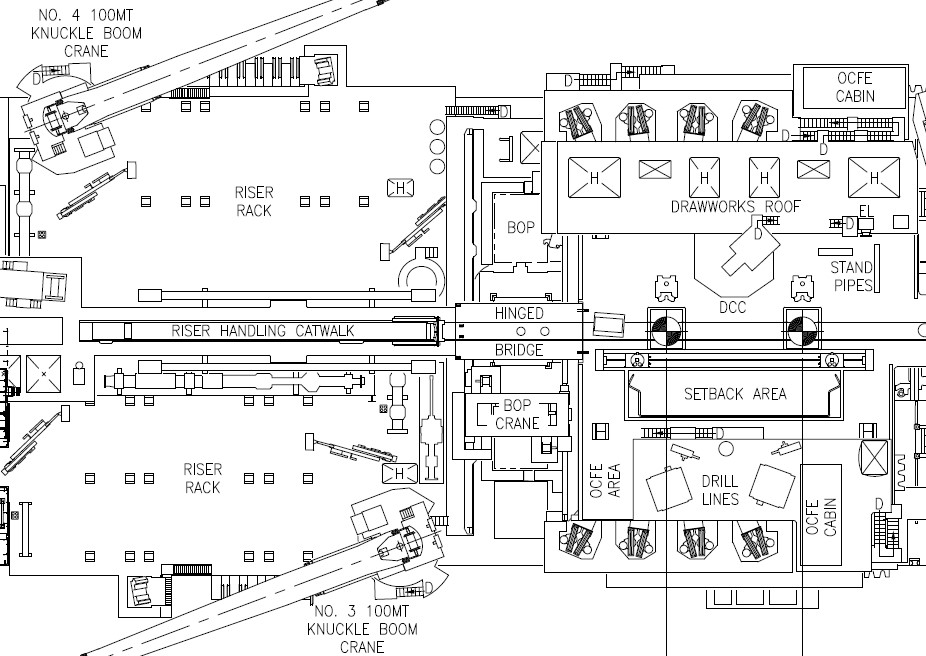 NO. 4 100MT
KNUCKLE BOOM
CRANE
D
OCFE
CABIN
D
D
D
D
H
H
H
H
H
RISER
RACK
DRAWWORKS ROOF
EL
D
D
BOP
STAND
PIPES
DCC
HINGED
RISER HANDLING CATWALK
BRIDGE
SETBACK AREA
BOP
CRANE
D
RISER
RACK
H
OCFE
AREA
DRILL
LINES
OCFE
CABIN
D
D
NO. 3 100MT
KNUCKLE BOOM
CRANE